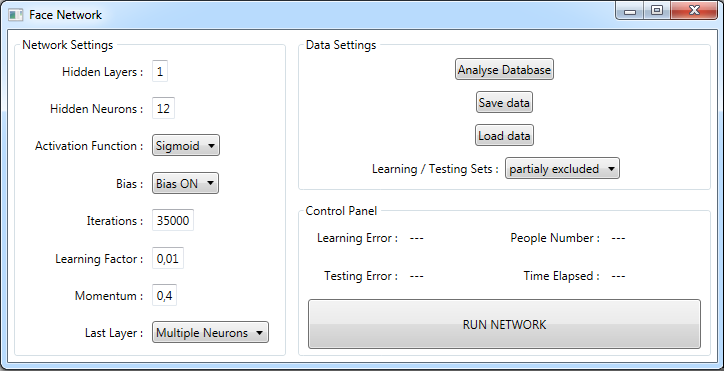 Face Network
Network Settings
Hidden Layers : 1
Hidden Neurons : 12
Activation Function : Sigmoid
Bias : Bias ON
Iterations : 35000
Learning Factor : 0,01
Momentum : 0,4
Last Layer : Multiple Neurons
Data Settings
Analyse Database
Save data
Load data
Learning / Testing Sets : partialy excluded
Control Panel
Learning Error : --- People Number : ---
Testing Error : --- Time Elapsed : ---
RUN NETWORK